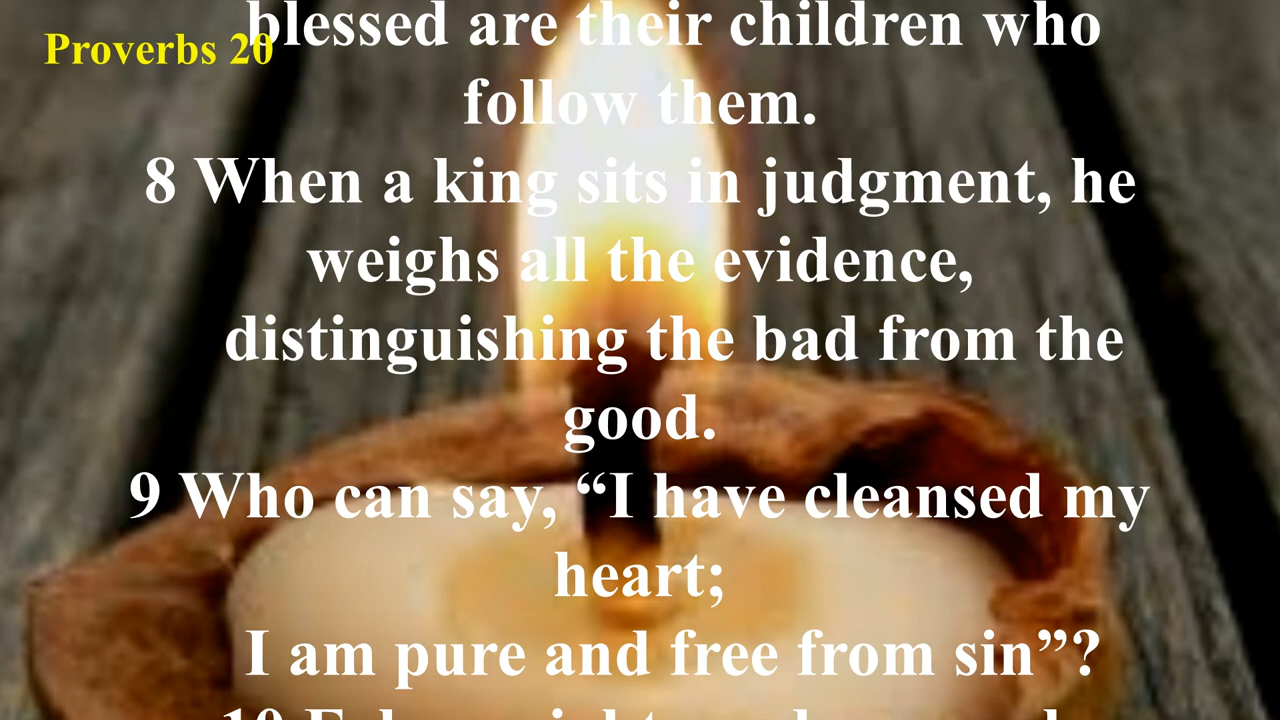 Proverbs 20
blessed are their children who
follow them.
8 When a king sits in judgment, he
weighs all the evidence,
distinguishing the bad from the
good.
9 Who can say, “I have cleansed my
heart;
I am pure and free from sin”?
10